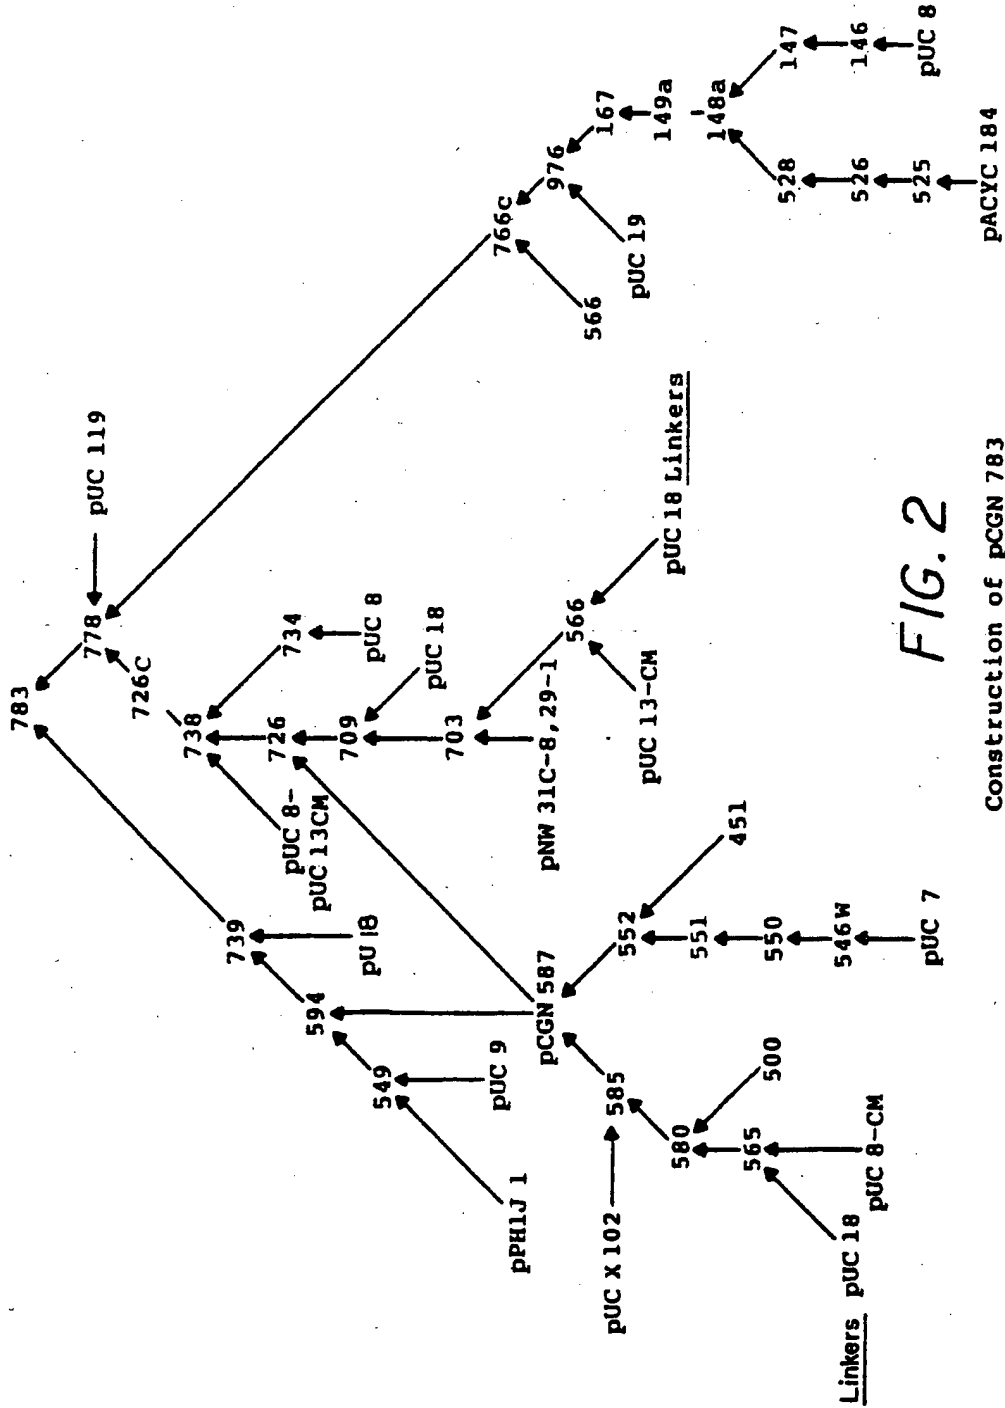 783
778
pUC 119
726C
738
734
pUC 8
pUC 8-
pUC 13CM
726
709
pUC 18
703
pNW 31C-8,29-1
566
pUC 13-CM
pUC 18 Linkers
739
pU 18
594
549
pUC 9
pPH1J 1
pCGN 587
585
pUC X 102
580
500
565
pUC 8-CM
Linkers pUC 18
552
451
551
550
546W
pUC 7
766c
566
976
pUC 19
167
149a
148a
528
147
526
146
525
pUC 8
pACYC 184
FIG. 2
Construction of pCGN 783